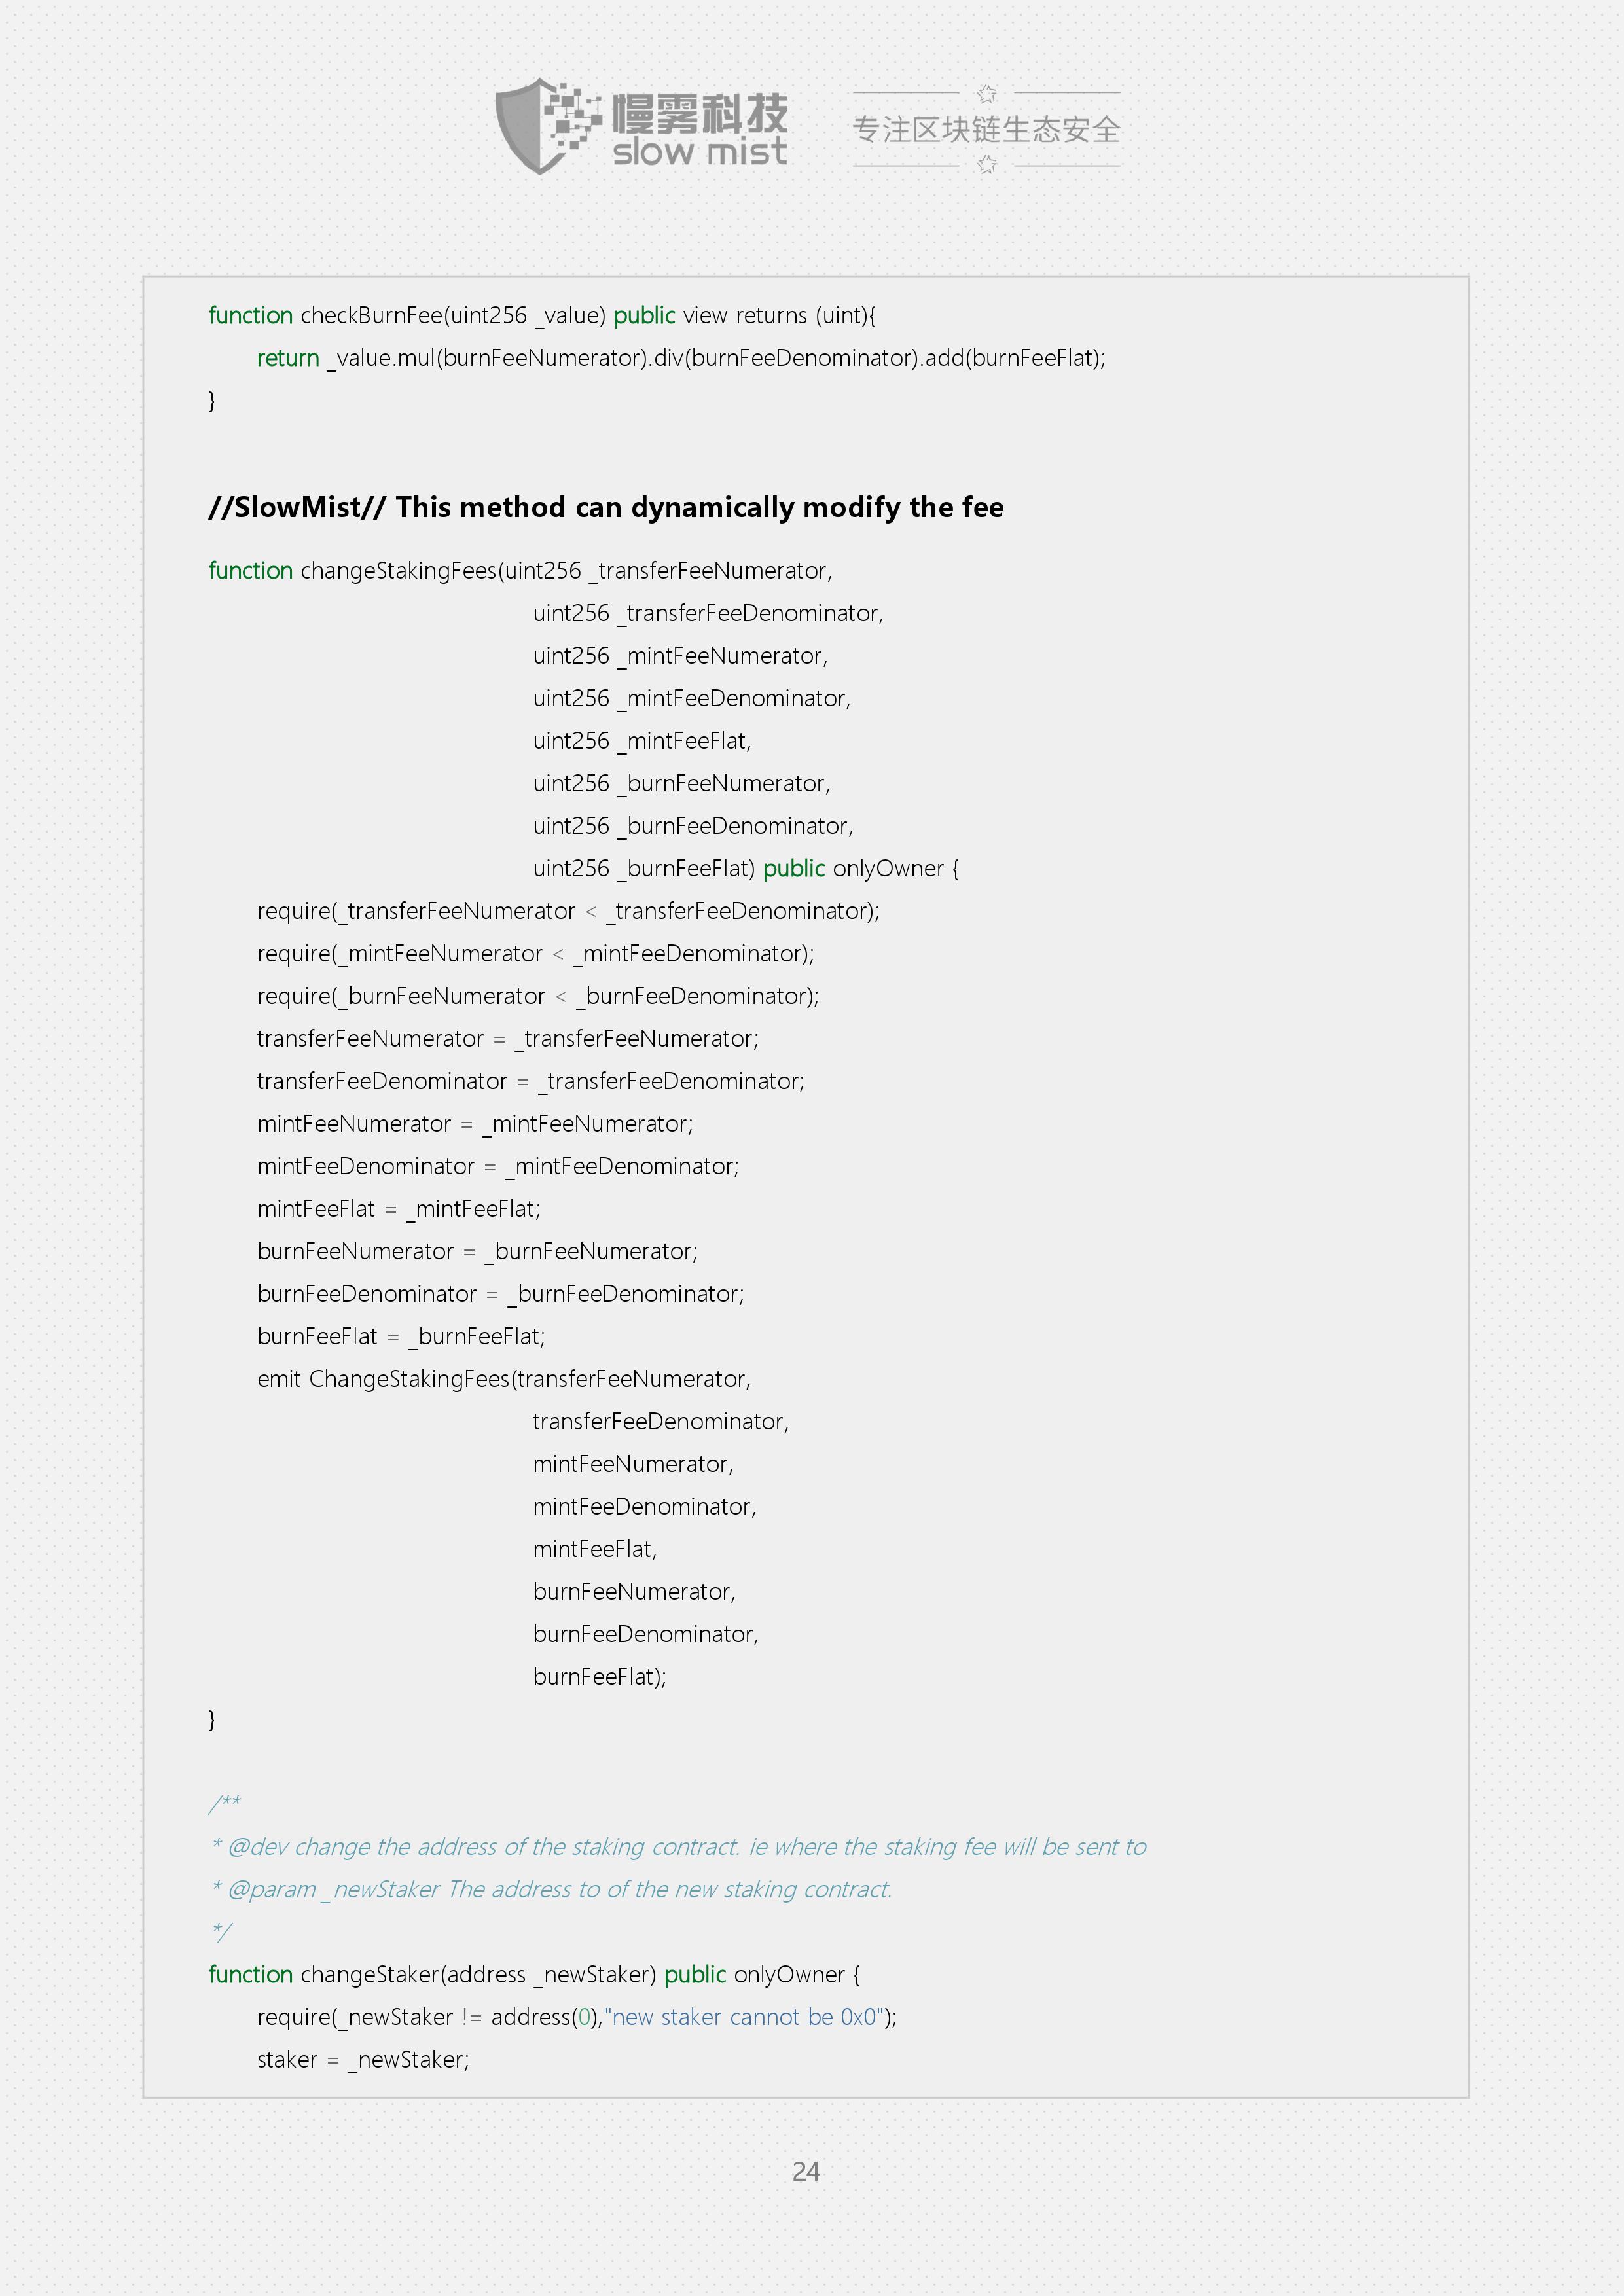 慢雾科技
slow mist
专注区块链生态安全
function checkBurnFee(uint256 _value) public view returns (uint){
return _value.mul(burnFeeNumerator).div(burnFeeDenominator).add(burnFeeFlat);
}
//SlowMist// This method can dynamically modify the fee
function changeStakingFees(uint256 _transferFeeNumerator,
uint256 _transferFeeDenominator,
uint256 _mintFeeNumerator,
uint256 _mintFeeDenominator,
uint256 _mintFeeFlat,
uint256 _burnFeeNumerator,
uint256 _burnFeeDenominator,
uint256 _burnFeeFlat) public onlyOwner {
require(_transferFeeNumerator < _transferFeeDenominator);
require(_mintFeeNumerator < _mintFeeDenominator);
require(_burnFeeNumerator < _burnFeeDenominator);
transferFeeNumerator = _transferFeeNumerator;
transferFeeDenominator = _transferFeeDenominator;
mintFeeNumerator = _mintFeeNumerator;
mintFeeDenominator = _mintFeeDenominator;
mintFeeFlat = _mintFeeFlat;
burnFeeNumerator = _burnFeeNumerator;
burnFeeDenominator = _burnFeeDenominator;
burnFeeFlat = _burnFeeFlat;
emit ChangeStakingFees(transferFeeNumerator,
transferFeeDenominator,
mintFeeNumerator,
mintFeeDenominator,
mintFeeFlat,
burnFeeNumerator,
burnFeeDenominator,
burnFeeFlat);
}
/**
* @dev change the address of the staking contract. ie where the staking fee will be sent to
* @param _newStaker The address to of the new staking contract.
*/
function changeStaker(address _newStaker) public onlyOwner {
require(_newStaker != address(0),"new staker cannot be 0x0");
staker = _newStaker;
24